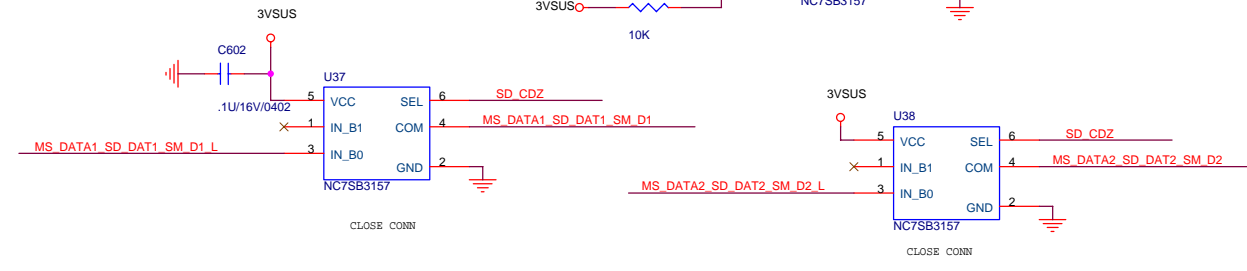 3VSUS
NC7SB3157
10K
3VSUS
C602
.1U/16V/0402
U37
5 VCC SEL 6 SD_CDZ
1 IN_B1 COM 4 MS_DATA1_SD_DAT1_SM_D1
MS_DATA1_SD_DAT1_SM_D1_L 3 IN_B0
GND 2
NC7SB3157
CLOSE CONN
3VSUS
U38
5 VCC SEL 6 SD_CDZ
1 IN_B1 COM 4 MS_DATA2_SD_DAT2_SM_D2
MS_DATA2_SD_DAT2_SM_D2_L 3 IN_B0
GND 2
NC7SB3157
CLOSE CONN